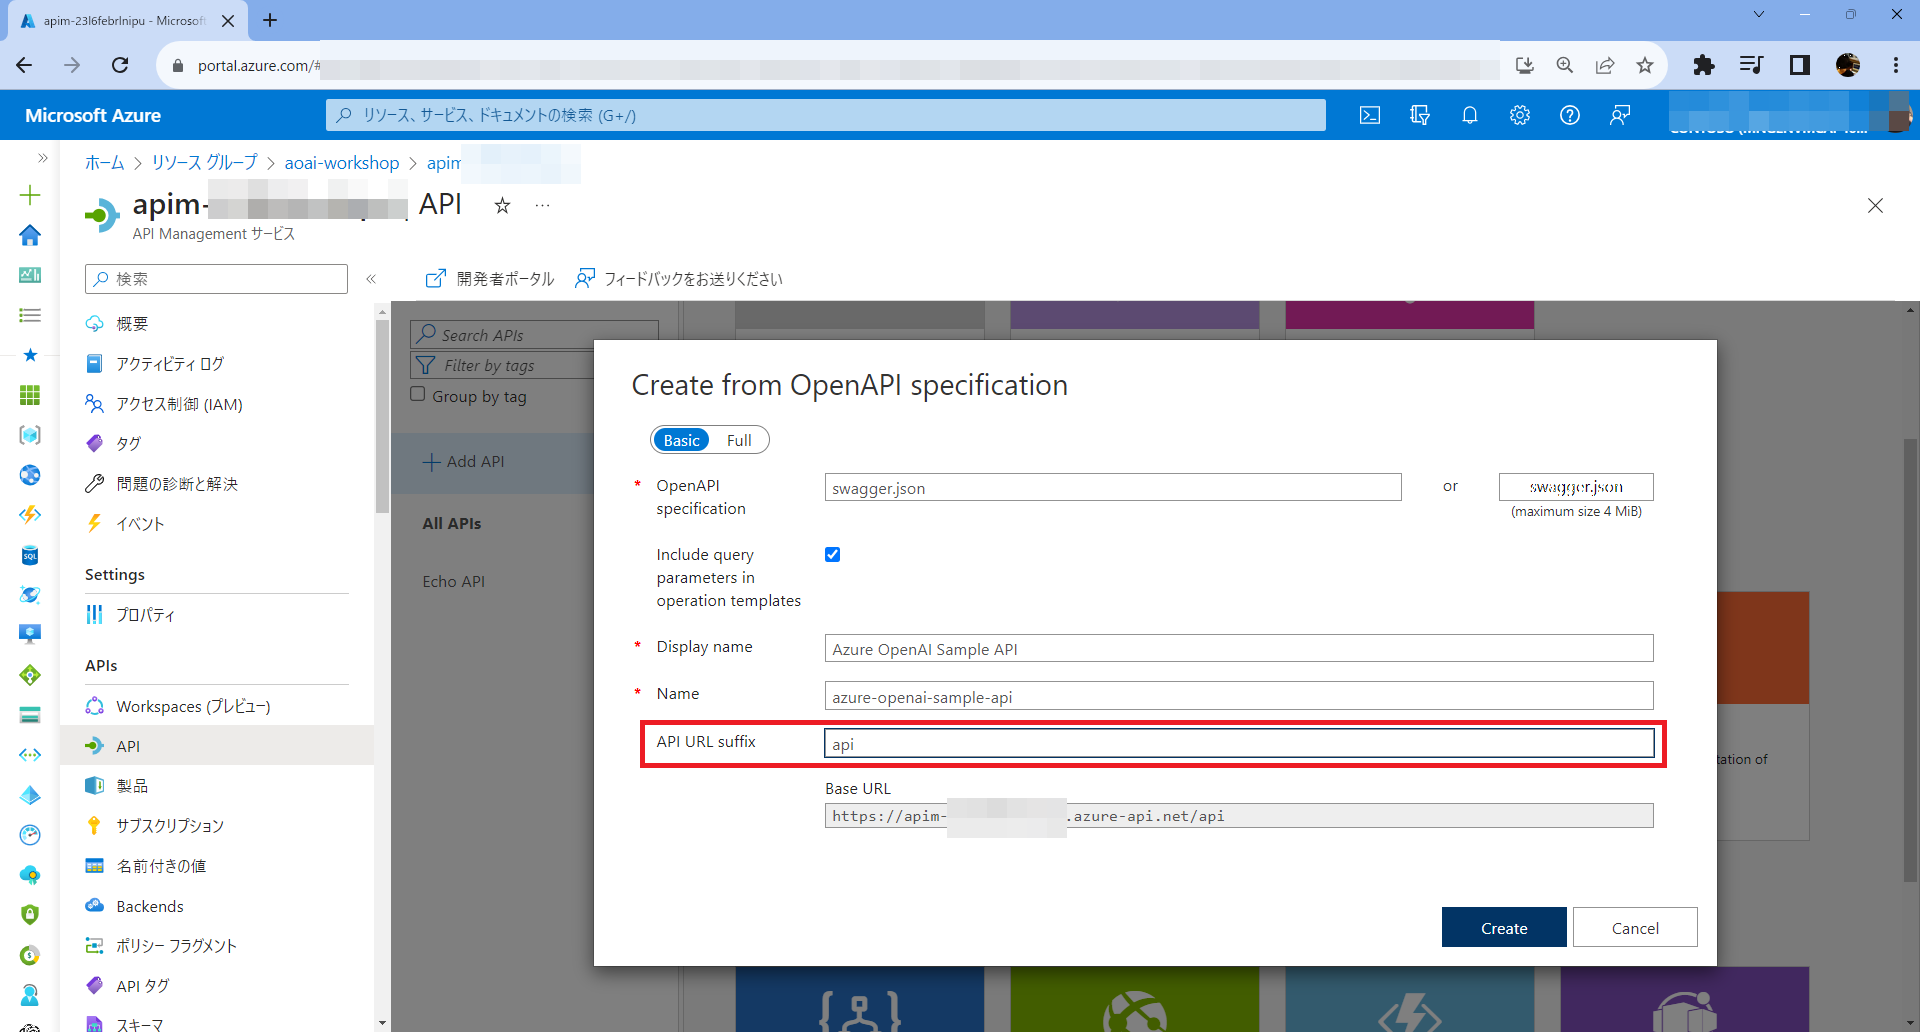 apim-23l6febrlnipu - Microsoft
portal.azure.com/#
Microsoft Azure
リソース、サービス、ドキュメントの検索 (G+/)
ホーム > リソース グループ > aoai-workshop > apim
apim- API ☆ ···
API Management サービス
検索
«
開発者ポータル
フィードバックをお送りください
概要
アクティビティ ログ
アクセス制御 (IAM)
タグ
問題の診断と解決
イベント
Settings
プロパティ
APIs
Workspaces (プレビュー)
API
製品
サブスクリプション
名前付きの値
Backends
ポリシー フラグメント
API タグ
スキーマ
Search APIs
Filter by tags
Group by tag
Add API
All APIs
Echo API
Create from OpenAPI specification
Basic Full
* OpenAPI
specification
swagger.json
or
swagger.json
(maximum size 4 MiB)
Include query
parameters in
operation templates
* Display name
Azure OpenAI Sample API
* Name
azure-openai-sample-api
API URL suffix
api
Base URL
https://apim- .azure-api.net/api
tation of
Create
Cancel
SQL